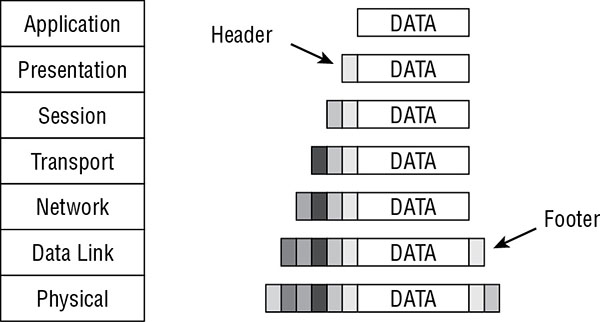 Application
DATA
Header
Presentation
DATA
Session
DATA
Transport
DATA
Network
DATA
Footer
Data Link
DATA
Physical
DATA